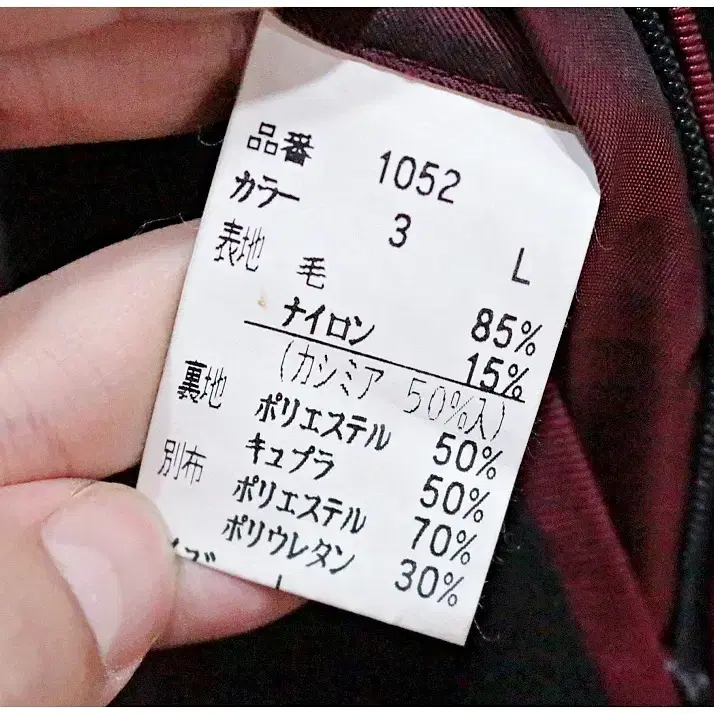 品番 1052
カラー 3 L
表地 毛 85%
ナイロン 15%
(カシミア 50%入)
裏地 ポリエステル 50%
キュプラ 50%
別布 ポリエステル 70%
ポリウレタン 30%